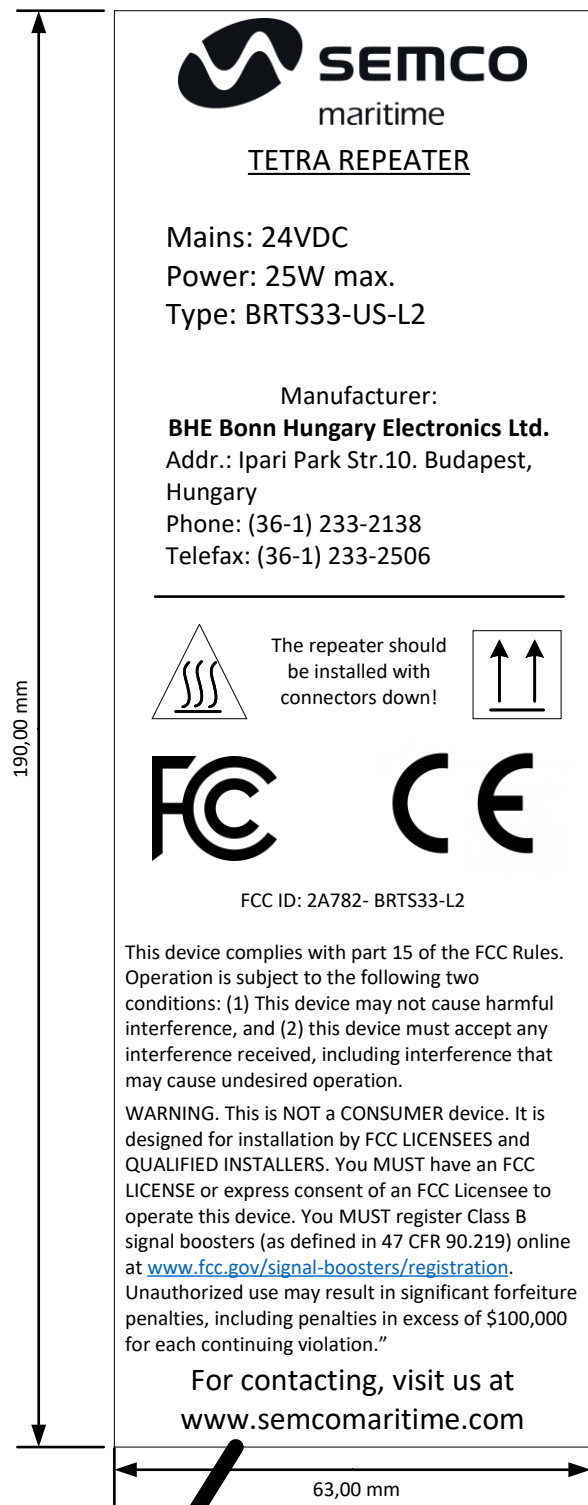 SEMCO
maritime
TETRA REPEATER
Mains: 24VDC
Power: 25W max.
Type: BRTS33-US-L2
Manufacturer:
BHE Bonn Hungary Electronics Ltd.
Addr.: Ipari Park Str.10. Budapest,
Hungary
Phone: (36-1) 233-2138
Telefax: (36-1) 233-2506
The repeater should
be installed with
connectors down!
190,00 mm
FC CE
FCC ID: 2A782- BRTS33-L2
This device complies with part 15 of the FCC Rules.
Operation is subject to the following two
conditions: (1) This device may not cause harmful
interference, and (2) this device must accept any
interference received, including interference that
may cause undesired operation.
WARNING. This is NOT a CONSUMER device. It is
designed for installation by FCC LICENSEES and
QUALIFIED INSTALLERS. You MUST have an FCC
LICENSE or express consent of an FCC Licensee to
operate this device. You MUST register Class B
signal boosters (as defined in 47 CFR 90.219) online
at www.fcc.gov/signal-boosters/registration.
Unauthorized use may result in significant forfeiture
penalties, including penalties in excess of $100,000
for each continuing violation.”
For contacting, visit us at
www.semcomaritime.com
63,00 mm